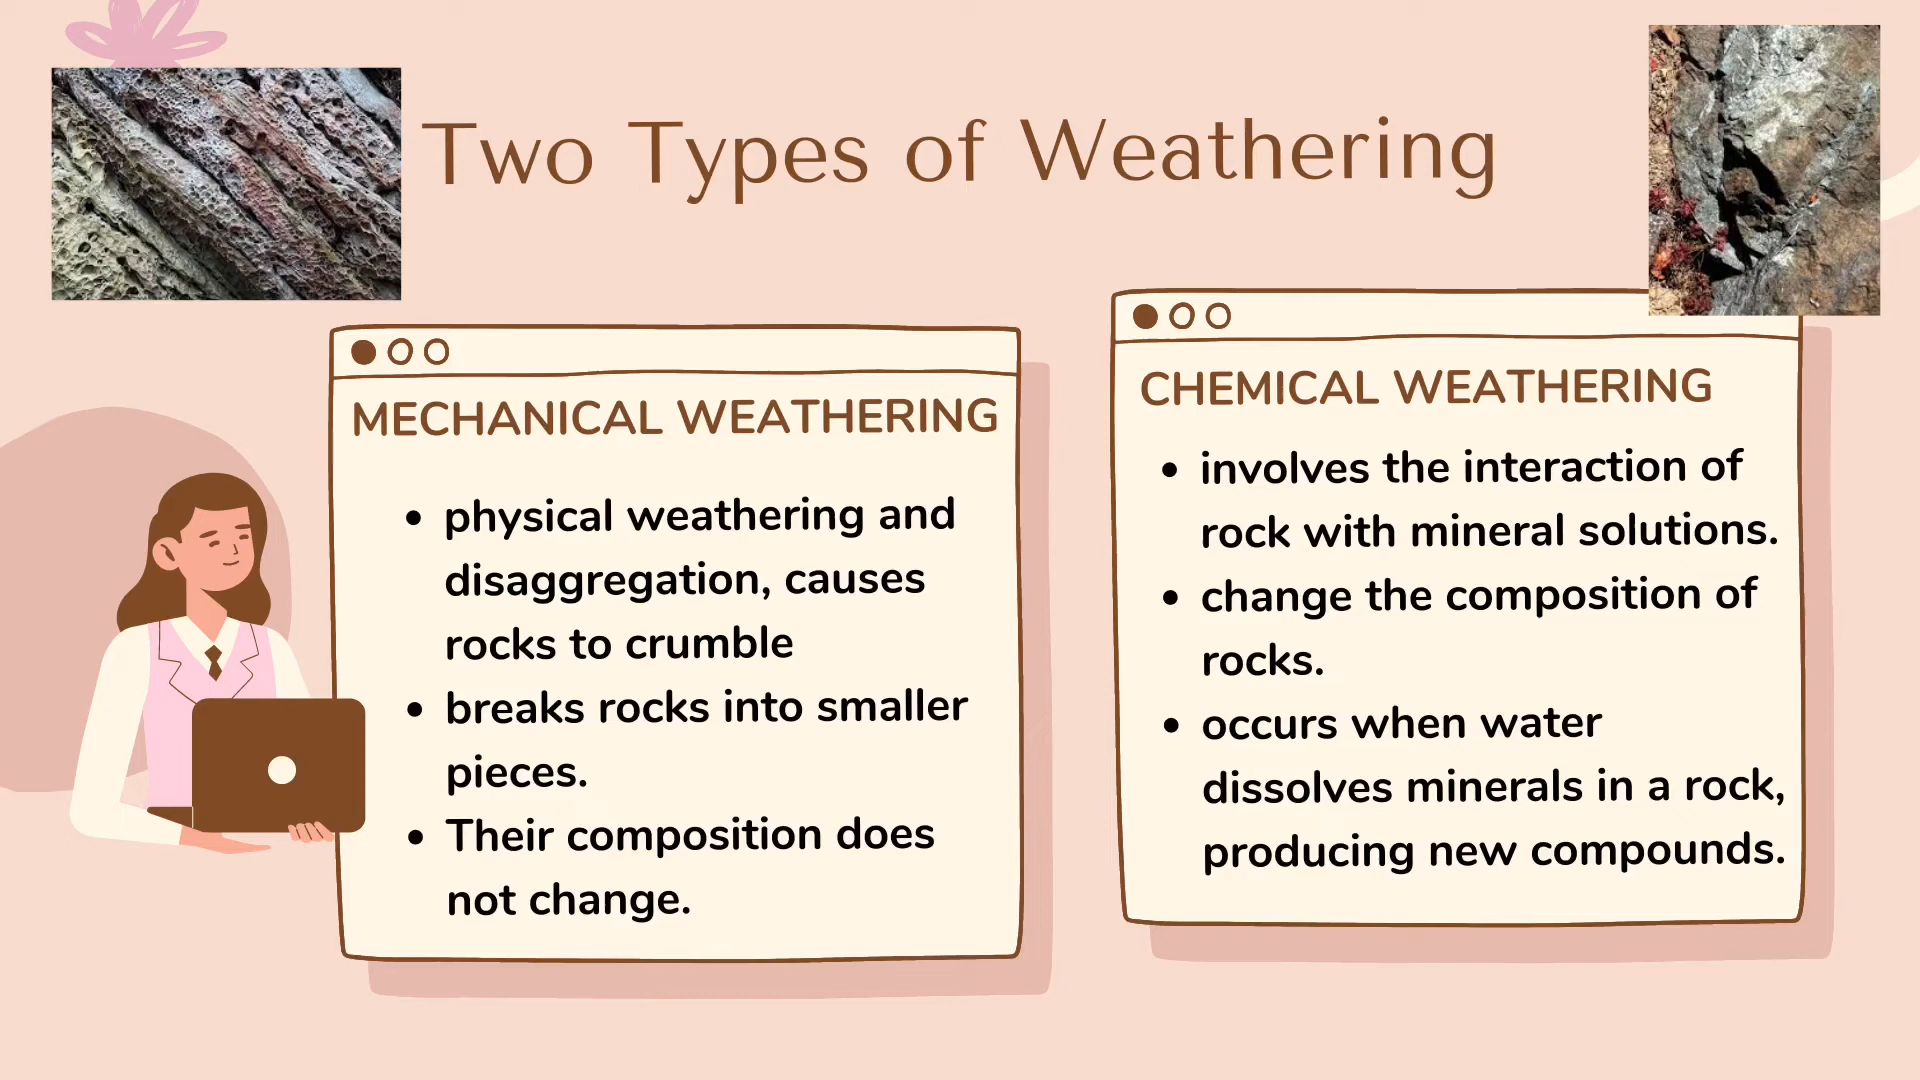 Two Types of Weathering
MECHANICAL WEATHERING
• physical weathering and
disaggregation, causes
rocks to crumble
• breaks rocks into smaller
pieces.
• Their composition does
not change.
CHEMICAL WEATHERING
• involves the interaction of
rock with mineral solutions.
• change the composition of
rocks.
• occurs when water
dissolves minerals in a rock,
producing new compounds.